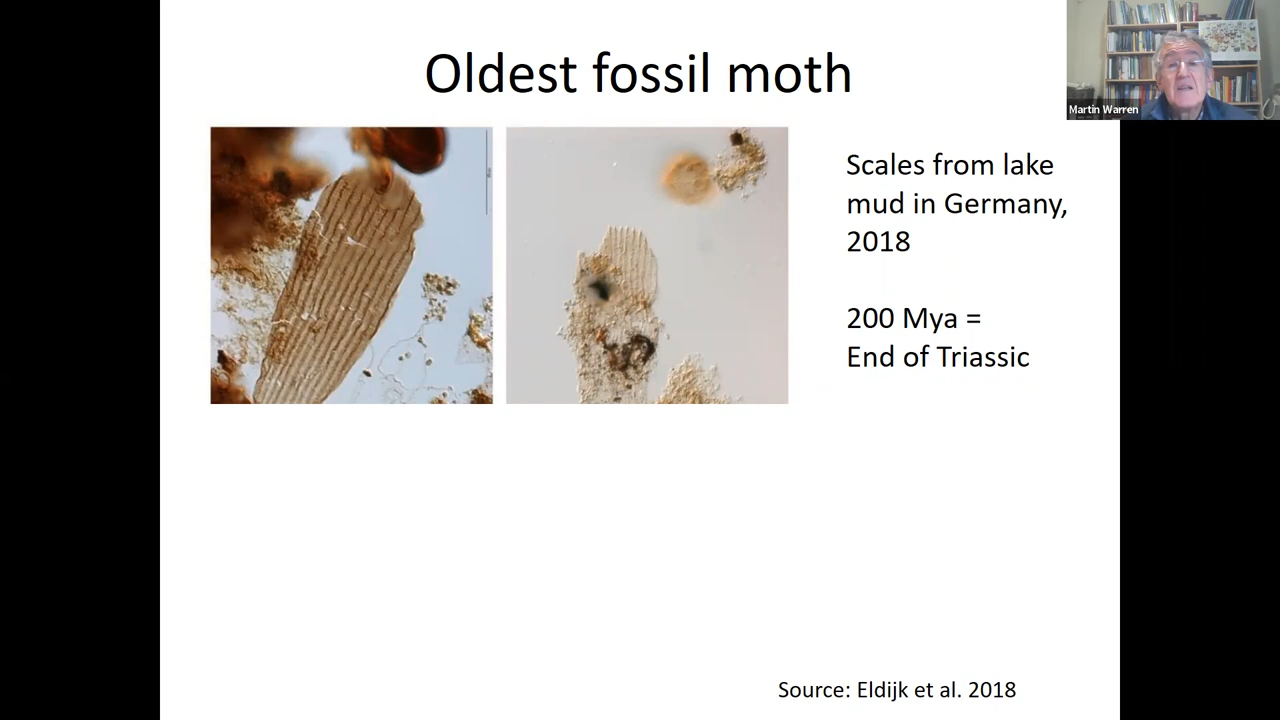 Oldest fossil moth
Martin Warren
Scales from lake
mud in Germany,
2018
200 Mya =
End of Triassic
Source: Eldijk et al. 2018